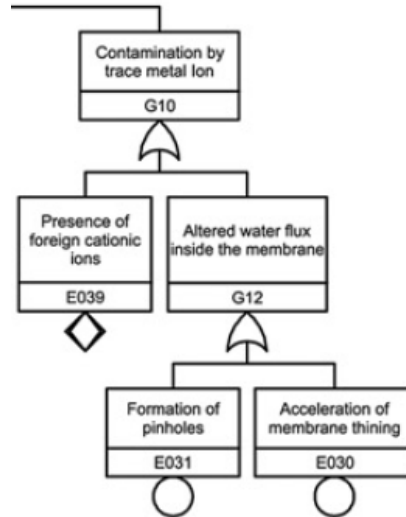 Contamination by
trace metal Ion
G10
Presence of
foreign cationic
ions
E039
Altered water flux
inside the membrane
G12
Formation of
pinholes
E031
Acceleration of
membrane thining
E030